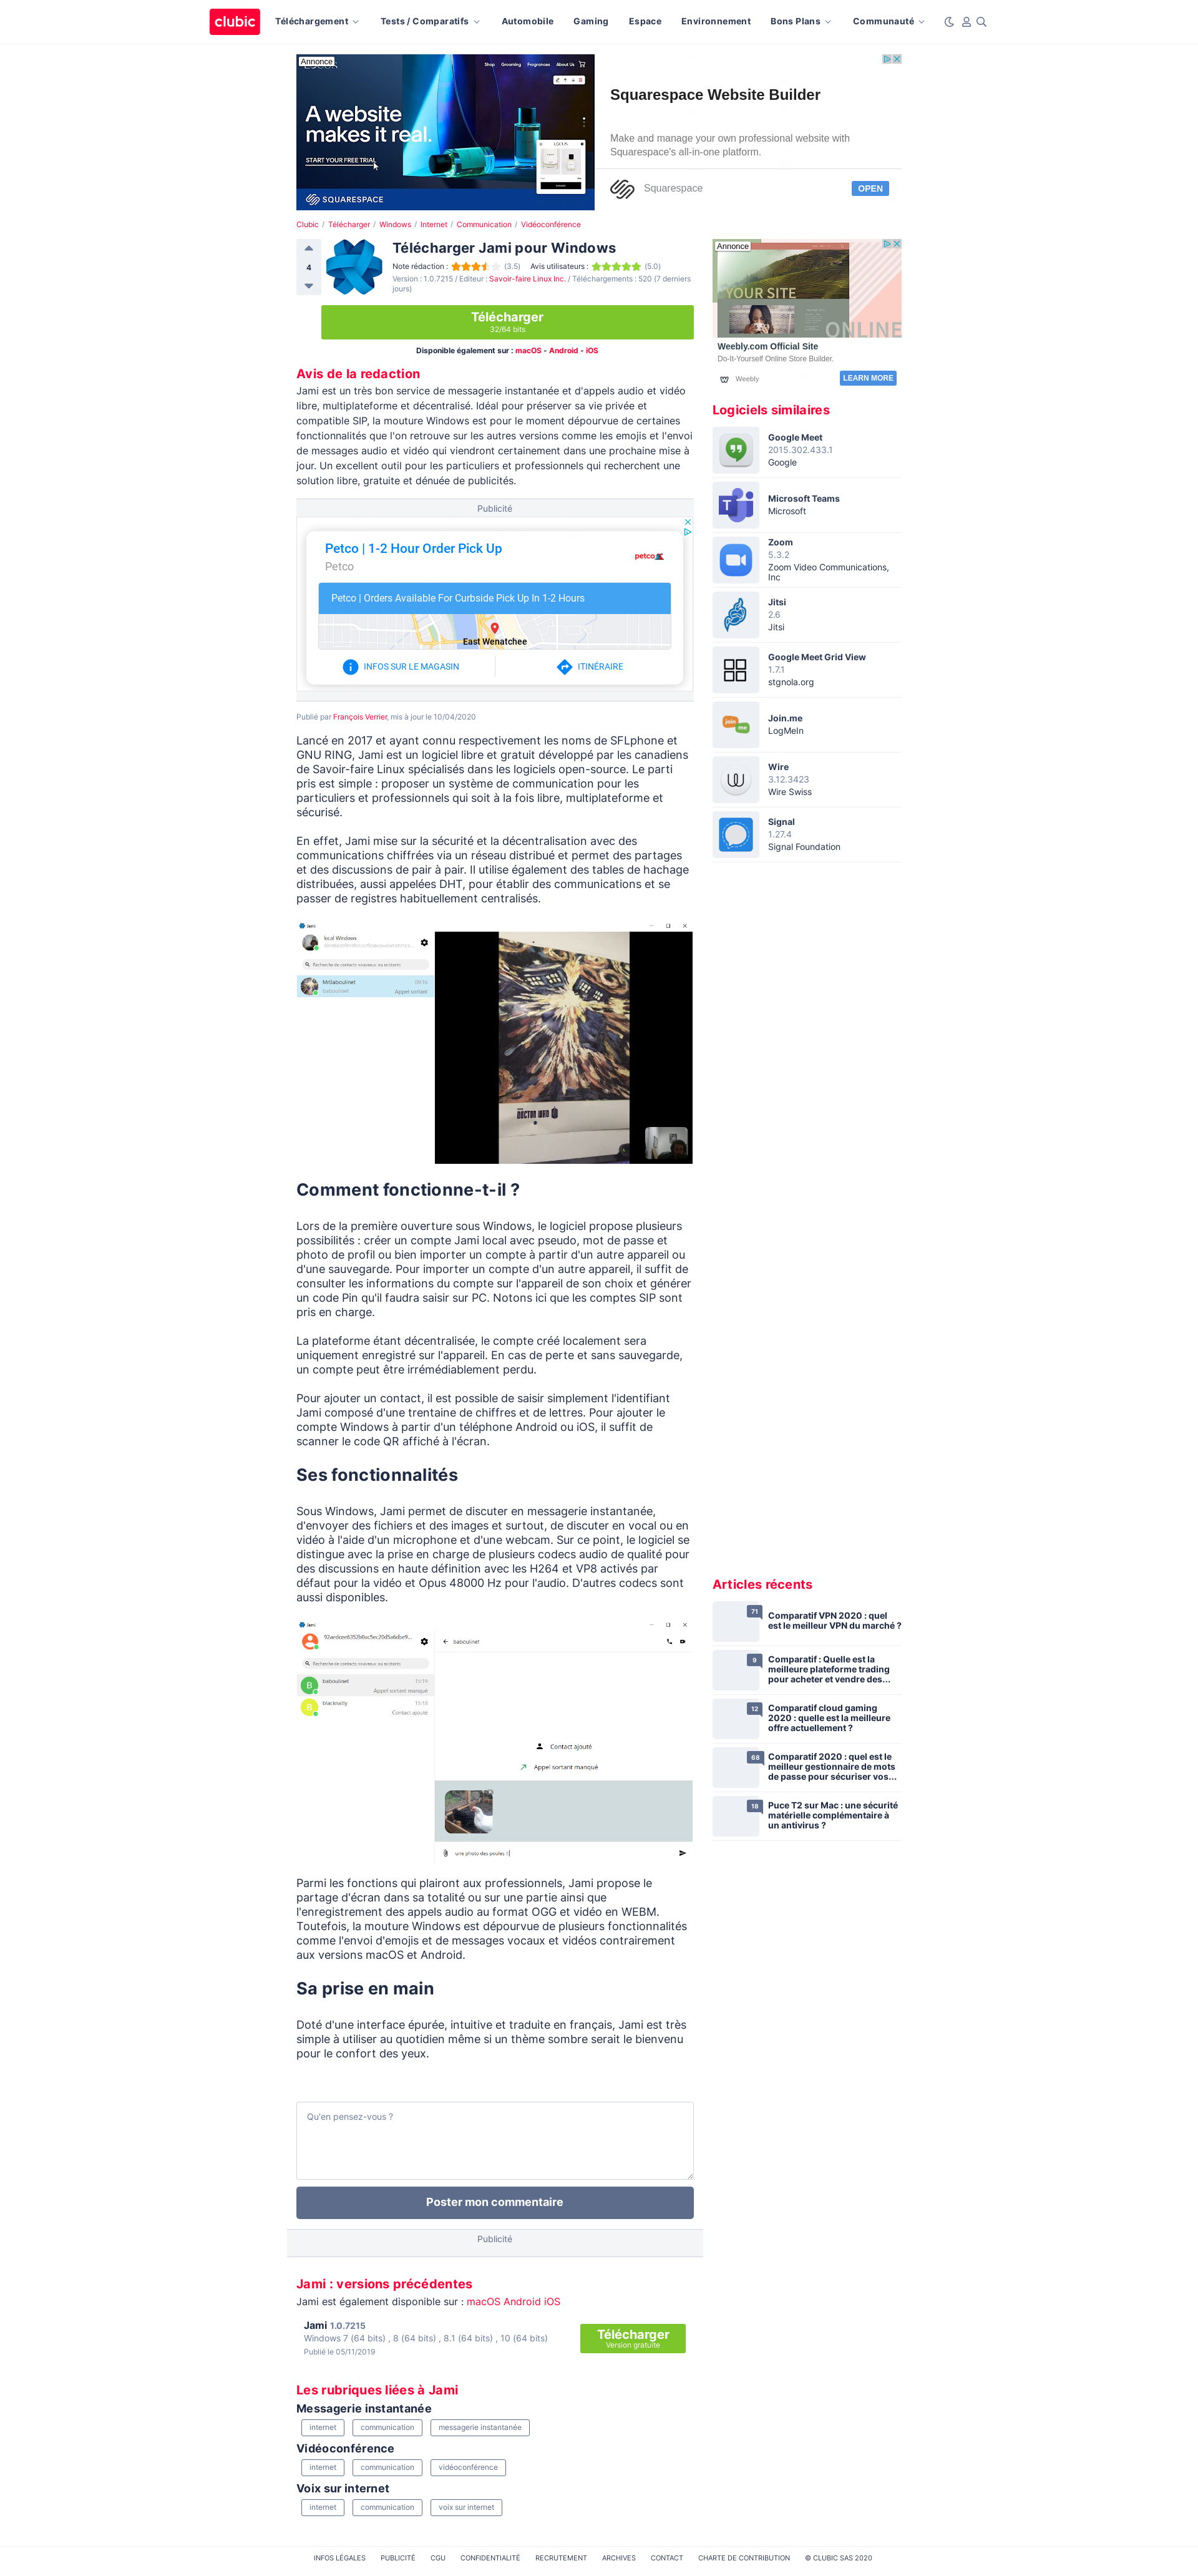 clubic
Téléchargement
Tests / Comparatifs
Automobile
Gaming
Espace
Environnement
Bons Plans
Communauté
Annonce
Shop Grooming Fragrances About Us
A website
makes it real.
START YOUR FREE TRIAL
SQUARESPACE
Squarespace Website Builder
Make and manage your own professional website with
Squarespace's all-in-one platform.
Squarespace
OPEN
Clubic / Télécharger / Windows / Internet / Communication / Vidéoconférence
4
Télécharger Jami pour Windows
Note rédaction : (3.5) Avis utilisateurs : (5.0)
Version : 1.0.7215 / Editeur : Savoir-faire Linux Inc. / Téléchargements : 520 (7 derniers
jours)
Télécharger
32/64 bits
Disponible également sur : macOS - Android - iOS
Avis de la redaction
Jami est un très bon service de messagerie instantanée et d'appels audio et vidéo
libre, multiplateforme et décentralisé. Idéal pour préserver sa vie privée et
compatible SIP, la mouture Windows est pour le moment dépourvue de certaines
fonctionnalités que l'on retrouve sur les autres versions comme les emojis et l'envoi
de messages audio et vidéo qui viendront certainement dans une prochaine mise à
jour. Un excellent outil pour les particuliers et professionnels qui recherchent une
solution libre, gratuite et dénuée de publicités.
Publicité
Petco | 1-2 Hour Order Pick Up
Petco
petco
Petco | Orders Available For Curbside Pick Up In 1-2 Hours
East Wenatchee
INFOS SUR LE MAGASIN
ITINÉRAIRE
Publié par François Verrier, mis à jour le 10/04/2020
Lancé en 2017 et ayant connu respectivement les noms de SFLphone et
GNU RING, Jami est un logiciel libre et gratuit développé par les canadiens
de Savoir-faire Linux spécialisés dans les logiciels open-source. Le parti
pris est simple : proposer un système de communication pour les
particuliers et professionnels qui soit à la fois libre, multiplateforme et
sécurisé.
En effet, Jami mise sur la sécurité et la décentralisation avec des
communications chiffrées via un réseau distribué et permet des partages
et des discussions de pair à pair. Il utilise également des tables de hachage
distribuées, aussi appelées DHT, pour établir des communications et se
passer de registres habituellement centralisés.
Jami
local Windows
Recherche de contacts nouveaux ou existants
Mrtlaboulinet
09:16
baboulinet
Appel sortant
DOCTOR WHO
Comment fonctionne-t-il ?
Lors de la première ouverture sous Windows, le logiciel propose plusieurs
possibilités : créer un compte Jami local avec pseudo, mot de passe et
photo de profil ou bien importer un compte à partir d'un autre appareil ou
d'une sauvegarde. Pour importer un compte d'un autre appareil, il suffit de
consulter les informations du compte sur l'appareil de son choix et générer
un code Pin qu'il faudra saisir sur PC. Notons ici que les comptes SIP sont
pris en charge.
La plateforme étant décentralisée, le compte créé localement sera
uniquement enregistré sur l'appareil. En cas de perte et sans sauvegarde,
un compte peut être irrémédiablement perdu.
Pour ajouter un contact, il est possible de saisir simplement l'identifiant
Jami composé d'une trentaine de chiffres et de lettres. Pour ajouter le
compte Windows à partir d'un téléphone Android ou iOS, il suffit de
scanner le code QR affiché à l'écran.
Ses fonctionnalités
Sous Windows, Jami permet de discuter en messagerie instantanée,
d'envoyer des fichiers et des images et surtout, de discuter en vocal ou en
vidéo à l'aide d'un microphone et d'une webcam. Sur ce point, le logiciel se
distingue avec la prise en charge de plusieurs codecs audio de qualité pour
des discussions en haute définition avec les H264 et VP8 activés par
défaut pour la vidéo et Opus 48000 Hz pour l'audio. D'autres codecs sont
aussi disponibles.
Jami
Recherche de contacts nouveaux ou existants
B
baboulinet
15:19
Appel sortant manqué
B
blacknally
15:18
Contact ajouté
baboulinet
Contact ajouté
Appel sortant manqué
une photo des poules !
Parmi les fonctions qui plairont aux professionnels, Jami propose le
partage d'écran dans sa totalité ou sur une partie ainsi que
l'enregistrement des appels audio au format OGG et vidéo en WEBM.
Toutefois, la mouture Windows est dépourvue de plusieurs fonctionnalités
comme l'envoi d'emojis et de messages vocaux et vidéos contrairement
aux versions macOS et Android.
Sa prise en main
Doté d'une interface épurée, intuitive et traduite en français, Jami est très
simple à utiliser au quotidien même si un thème sombre serait le bienvenu
pour le confort des yeux.
Qu'en pensez-vous ?
Poster mon commentaire
Publicité
Jami : versions précédentes
Jami est également disponible sur : macOS Android iOS
Jami 1.0.7215
Windows 7 (64 bits) , 8 (64 bits) , 8.1 (64 bits) , 10 (64 bits)
Publié le 05/11/2019
Télécharger
Version gratuite
Les rubriques liées à Jami
Messagerie instantanée
internet
communication
messagerie instantanée
Vidéoconférence
internet
communication
vidéoconférence
Voix sur internet
internet
communication
voix sur internet
Annonce
YOUR SITE
ONLINE
Weebly.com Official Site
Do-It-Yourself Online Store Builder.
Weebly
LEARN MORE
Logiciels similaires
Google Meet
2015.302.433.1
Google
Microsoft Teams
Microsoft
Zoom
5.3.2
Zoom Video Communications,
Inc
Jitsi
2.6
Jitsi
Google Meet Grid View
1.7.1
stgnola.org
join
me
Join.me
LogMeIn
Wire
3.12.3423
Wire Swiss
Signal
1.27.4
Signal Foundation
Articles récents
71
Comparatif VPN 2020 : quel
est le meilleur VPN du marché ?
9
Comparatif : Quelle est la
meilleure plateforme trading
pour acheter et vendre des...
12
Comparatif cloud gaming
2020 : quelle est la meilleure
offre actuellement ?
68
Comparatif 2020 : quel est le
meilleur gestionnaire de mots
de passe pour sécuriser vos...
18
Puce T2 sur Mac : une sécurité
matérielle complémentaire à
un antivirus ?
INFOS LÉGALES
PUBLICITÉ
CGU
CONFIDENTIALITÉ
RECRUTEMENT
ARCHIVES
CONTACT
CHARTE DE CONTRIBUTION
© CLUBIC SAS 2020